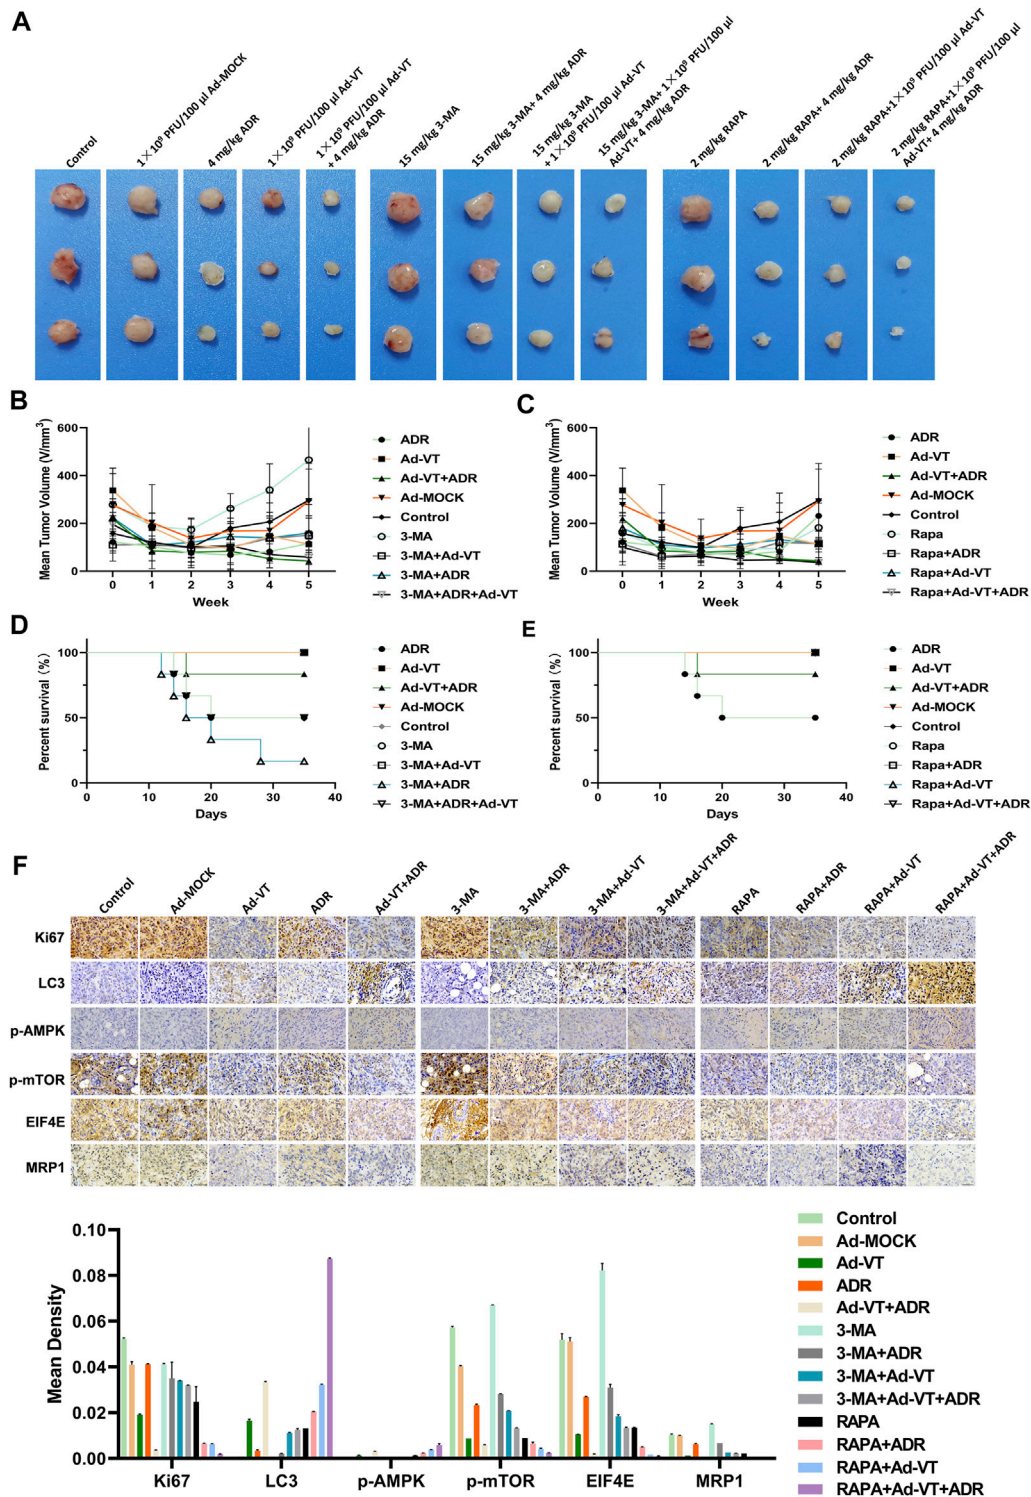 A
Control
1×10⁹ PFU/100 μl Ad-MOCK
4 mg/kg ADR
1×10⁹ PFU/100 μl Ad-VT
1×10⁹ PFU/100 μl Ad-VT
+ 4 mg/kg ADR
15 mg/kg 3-MA
15 mg/kg 3-MA+ 4 mg/kg ADR
15 mg/kg 3-MA
+ 1×10⁹ PFU/100 μl Ad-VT
15 mg/kg 3-MA+ 1×10⁹ PFU/100 μl
Ad-VT+ 4 mg/kg ADR
2 mg/kg RAPA
2 mg/kg RAPA+ 4 mg/kg ADR
2 mg/kg RAPA+1×10⁹ PFU/100 μl Ad-VT
2 mg/kg RAPA+1×10⁹ PFU/100 μl
Ad-VT+ 4 mg/kg ADR
B
Mean Tumor Volume (V/mm³)
600
400
200
0
0 1 2 3 4 5
Week
ADR
Ad-VT
Ad-VT+ADR
Ad-MOCK
Control
3-MA
3-MA+Ad-VT
3-MA+ADR
3-MA+ADR+Ad-VT
C
Mean Tumor Volume (V/mm³)
600
400
200
0
0 1 2 3 4 5
Week
ADR
Ad-VT
Ad-VT+ADR
Ad-MOCK
Control
Rapa
Rapa+ADR
Rapa+Ad-VT
Rapa+Ad-VT+ADR
D
Percent survival (%)
100
50
0
0 10 20 30 40
Days
ADR
Ad-VT
Ad-VT+ADR
Ad-MOCK
Control
3-MA
3-MA+Ad-VT
3-MA+ADR
3-MA+ADR+Ad-VT
E
Percent survival (%)
100
50
0
0 10 20 30 40
Days
ADR
Ad-VT
Ad-VT+ADR
Ad-MOCK
Control
Rapa
Rapa+ADR
Rapa+Ad-VT
Rapa+Ad-VT+ADR
F
Control
Ad-MOCK
Ad-VT
ADR
Ad-VT+ADR
3-MA
3-MA+ADR
3-MA+Ad-VT
3-MA+Ad-VT+ADR
RAPA
RAPA+ADR
RAPA+Ad-VT
RAPA+Ad-VT+ADR
Ki67
LC3
p-AMPK
p-mTOR
EIF4E
MRP1
Mean Density
0.10
0.08
0.06
0.04
0.02
0.00
Ki67 LC3 p-AMPK p-mTOR EIF4E MRP1
Control
Ad-MOCK
Ad-VT
ADR
Ad-VT+ADR
3-MA
3-MA+ADR
3-MA+Ad-VT
3-MA+Ad-VT+ADR
RAPA
RAPA+ADR
RAPA+Ad-VT
RAPA+Ad-VT+ADR